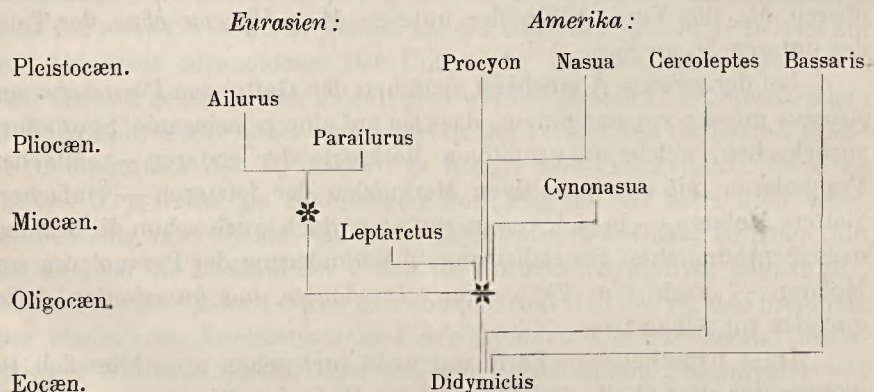 Eurasien: Amerika:
Pleistocæn. Procyon Nasua Cercoleptes Bassaris
Ailurus
Pliocæn. Parailurus
Cynonasua
Miocæn. Leptarctus
Oligocæn.
Eocæn. Didymictis